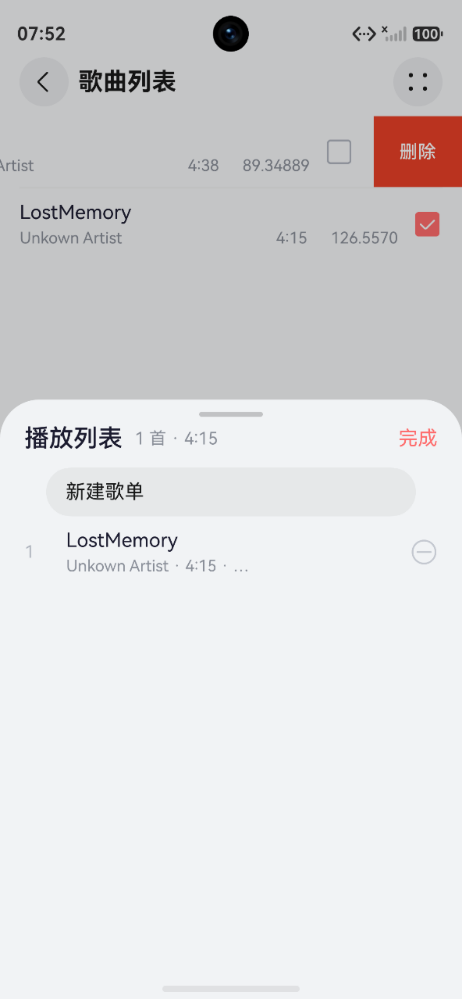 07:52
100
歌曲列表
Artist 4:38 89.34889 删除
LostMemory
Unkown Artist 4:15 126.5570
播放列表 1 首 · 4:15 完成
新建歌单
1 LostMemory
Unkown Artist · 4:15 · ...